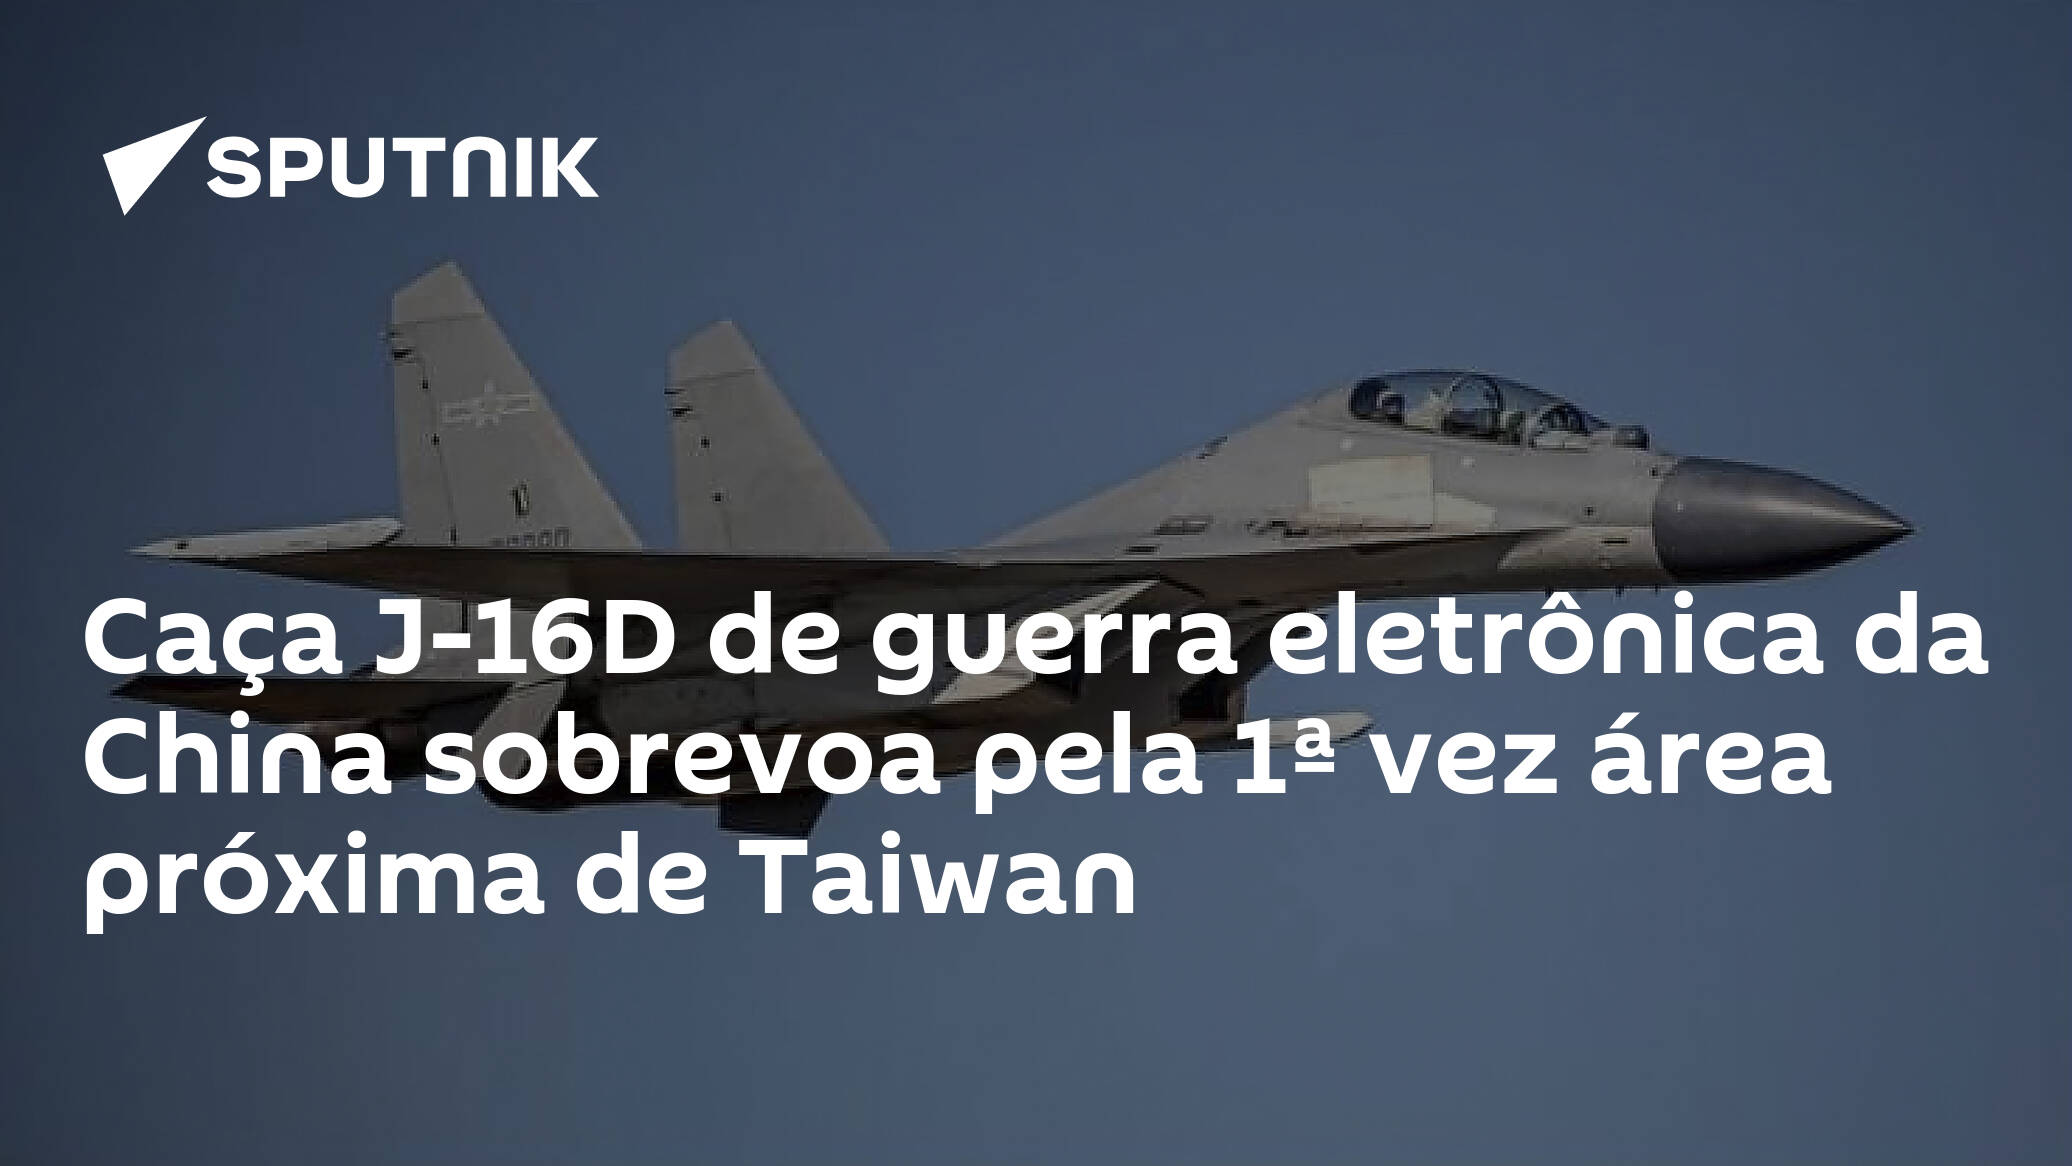 SPUTNIK
Caça J-16D de guerra eletrônica da
China sobrevoa pela 1ª vez área
próxima de Taiwan